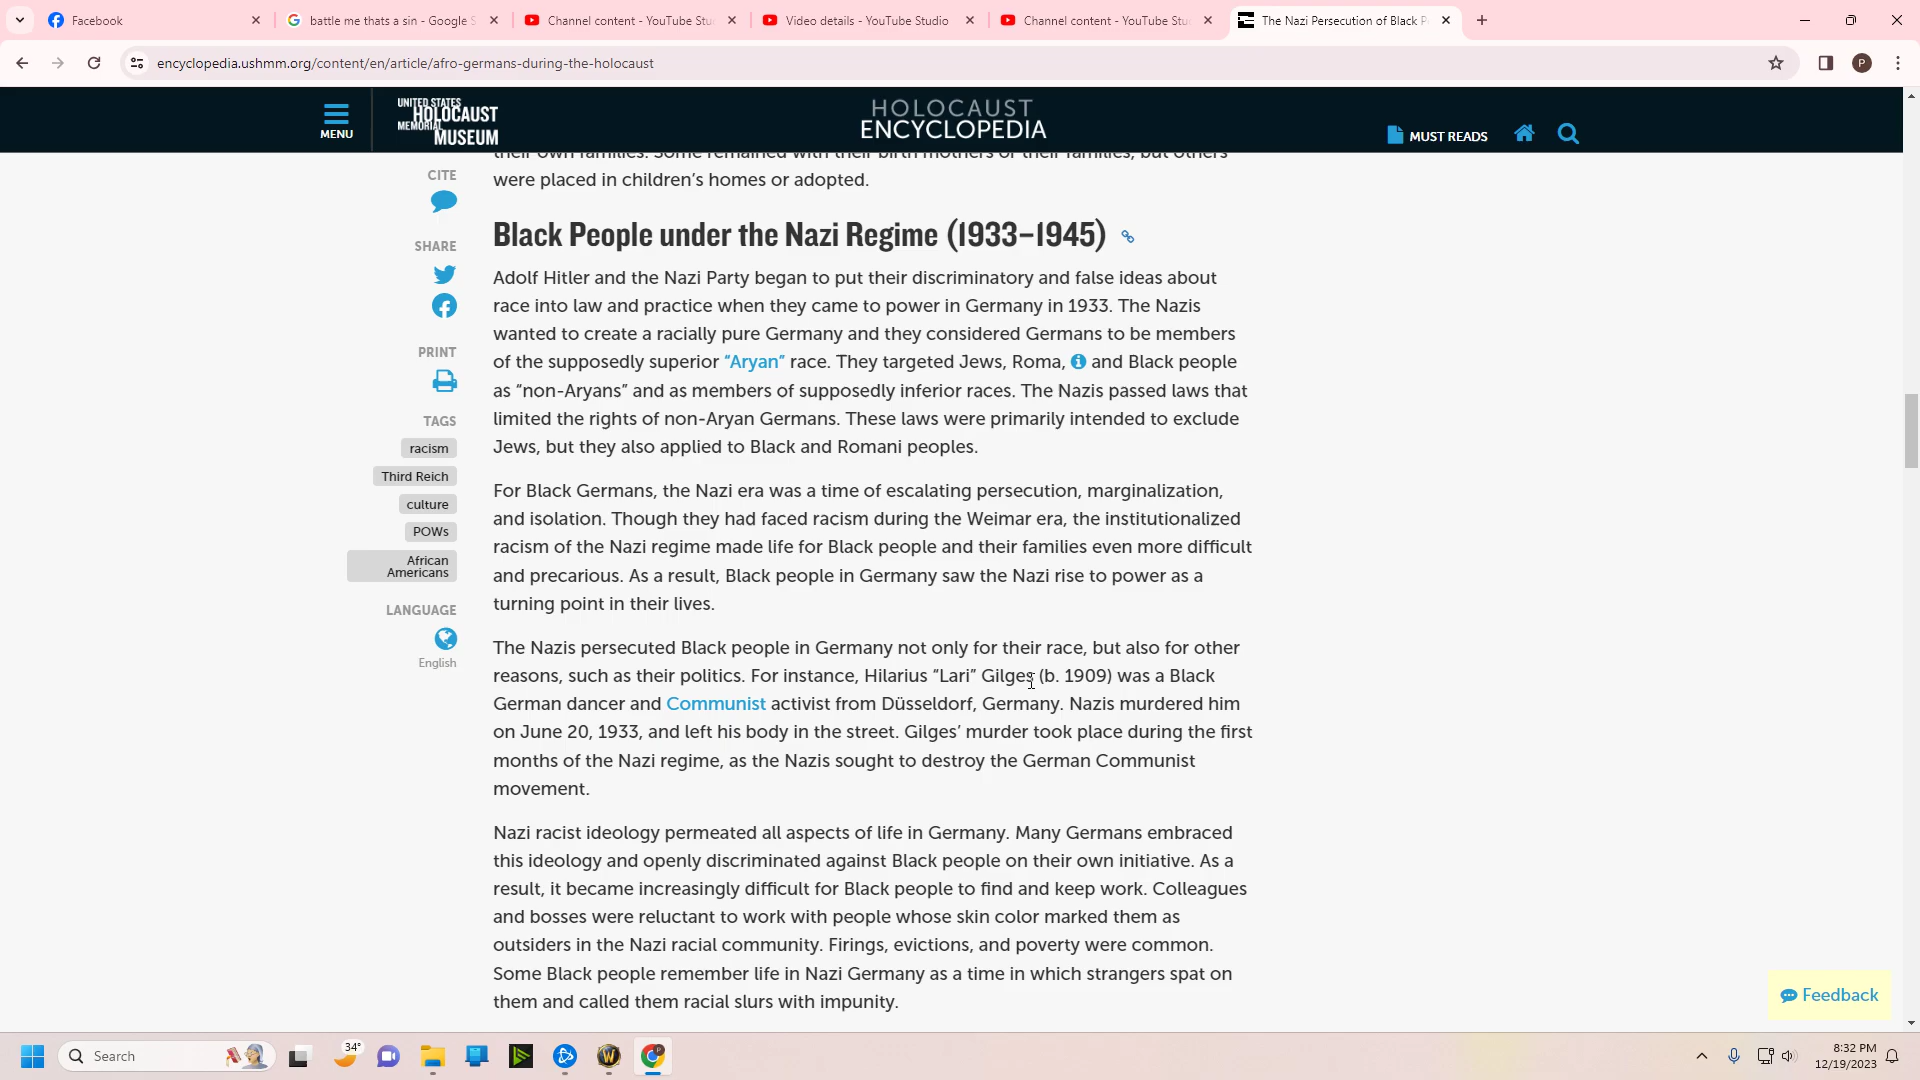 Facebook
battle me thats a sin - Google S
Channel content - YouTube Stu
Video details - YouTube Studio
Channel content - YouTube St
The Nazi Persecution of Black P
encyclopedia.ushmm.org/content/en/article/afro-germans-during-the-holocaust
P
MENU
UNITED STATES
HOLOCAUST
MEMORIAL
MUSEUM
HOLOCAUST
ENCYCLOPEDIA
MUST READS
their own families. Some remained with their birth mothers or their families, but others
were placed in children's homes or adopted.
CITE
SHARE
PRINT
TAGS
racism
Third Reich
culture
POWs
African
Americans
LANGUAGE
English
Black People under the Nazi Regime (1933–1945)
Adolf Hitler and the Nazi Party began to put their discriminatory and false ideas about
race into law and practice when they came to power in Germany in 1933. The Nazis
wanted to create a racially pure Germany and they considered Germans to be members
of the supposedly superior “Aryan” race. They targeted Jews, Roma, i and Black people
as “non-Aryans” and as members of supposedly inferior races. The Nazis passed laws that
limited the rights of non-Aryan Germans. These laws were primarily intended to exclude
Jews, but they also applied to Black and Romani peoples.
For Black Germans, the Nazi era was a time of escalating persecution, marginalization,
and isolation. Though they had faced racism during the Weimar era, the institutionalized
racism of the Nazi regime made life for Black people and their families even more difficult
and precarious. As a result, Black people in Germany saw the Nazi rise to power as a
turning point in their lives.
The Nazis persecuted Black people in Germany not only for their race, but also for other
reasons, such as their politics. For instance, Hilarius “Lari” Gilges (b. 1909) was a Black
German dancer and Communist activist from Düsseldorf, Germany. Nazis murdered him
on June 20, 1933, and left his body in the street. Gilges’ murder took place during the first
months of the Nazi regime, as the Nazis sought to destroy the German Communist
movement.
Nazi racist ideology permeated all aspects of life in Germany. Many Germans embraced
this ideology and openly discriminated against Black people on their own initiative. As a
result, it became increasingly difficult for Black people to find and keep work. Colleagues
and bosses were reluctant to work with people whose skin color marked them as
outsiders in the Nazi racial community. Firings, evictions, and poverty were common.
Some Black people remember life in Nazi Germany as a time in which strangers spat on
them and called them racial slurs with impunity.
Feedback
Search
34°
8:32 PM
12/19/2023